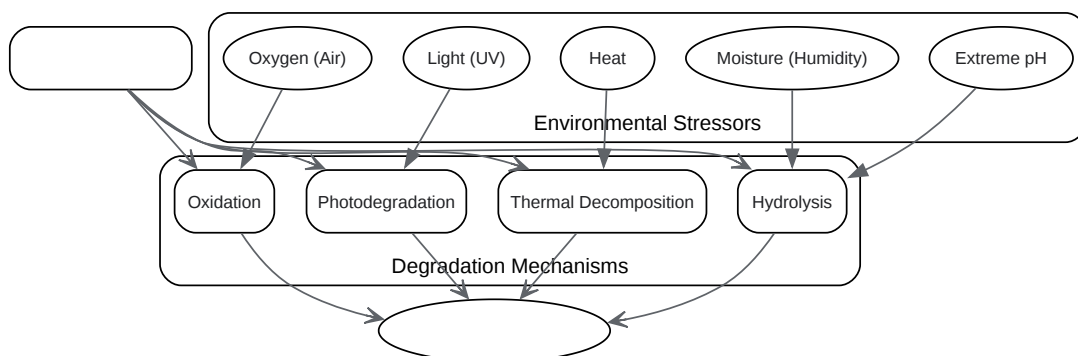 Oxygen (Air)
Light (UV)
Heat
Moisture (Humidity)
Extreme pH
Environmental Stressors
Oxidation
Photodegradation
Thermal Decomposition
Hydrolysis
Degradation Mechanisms